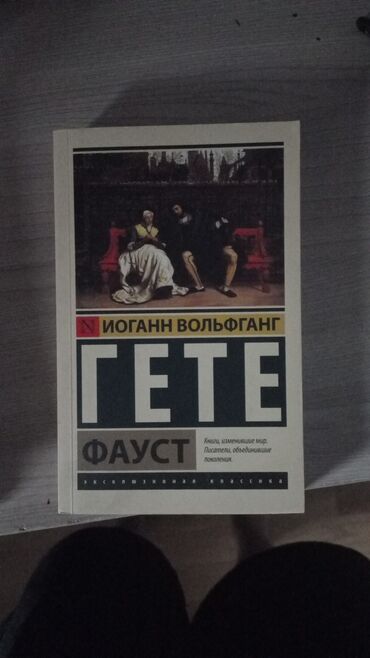 ИОГАНН ВОЛЬФГАНГ
ГЕТЕ
ФАУСТ
Книги, изменившие мир.
Писатели, объединившие
поколения.
эксклюзивная классика